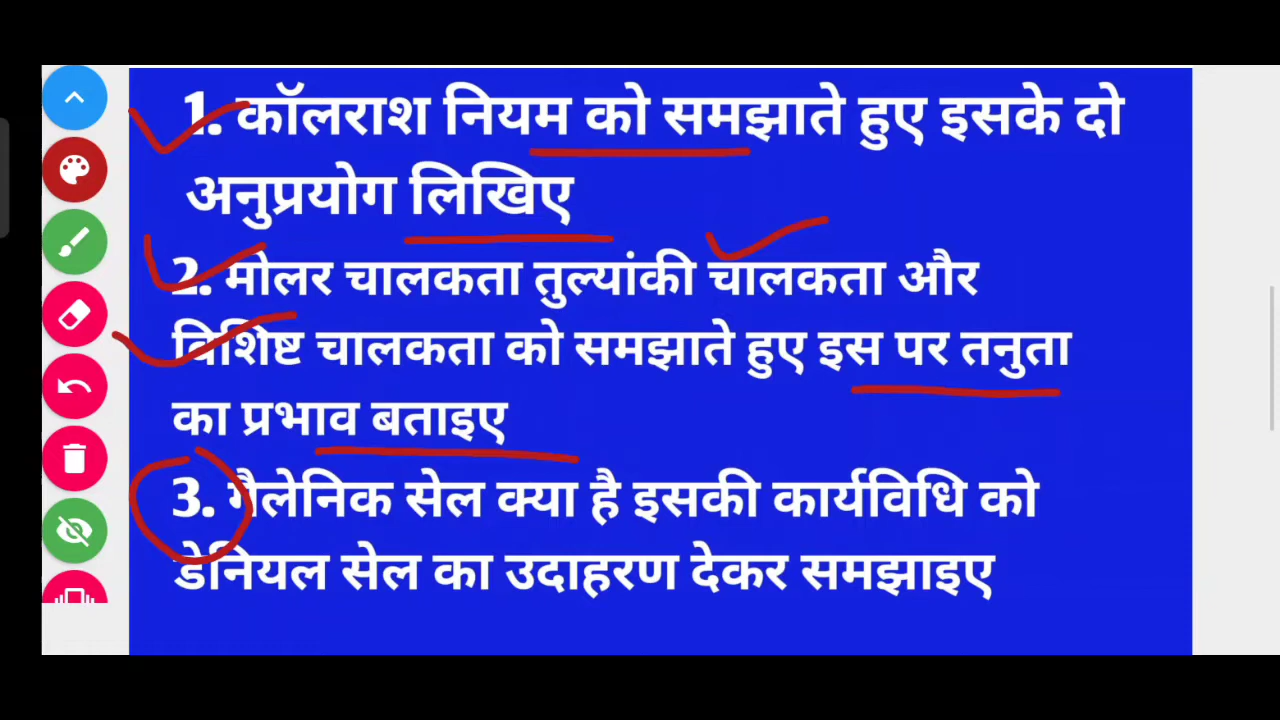 1. कॉलराश नियम को समझाते हुए इसके दो
अनुप्रयोग लिखिए
2. मोलर चालकता तुल्यांकी चालकता और
विशिष्ट चालकता को समझाते हुए इस पर तनुता
का प्रभाव बताइए
3. गैलेनिक सेल क्या है इसकी कार्यविधि को
डेनियल सेल का उदाहरण देकर समझाइए